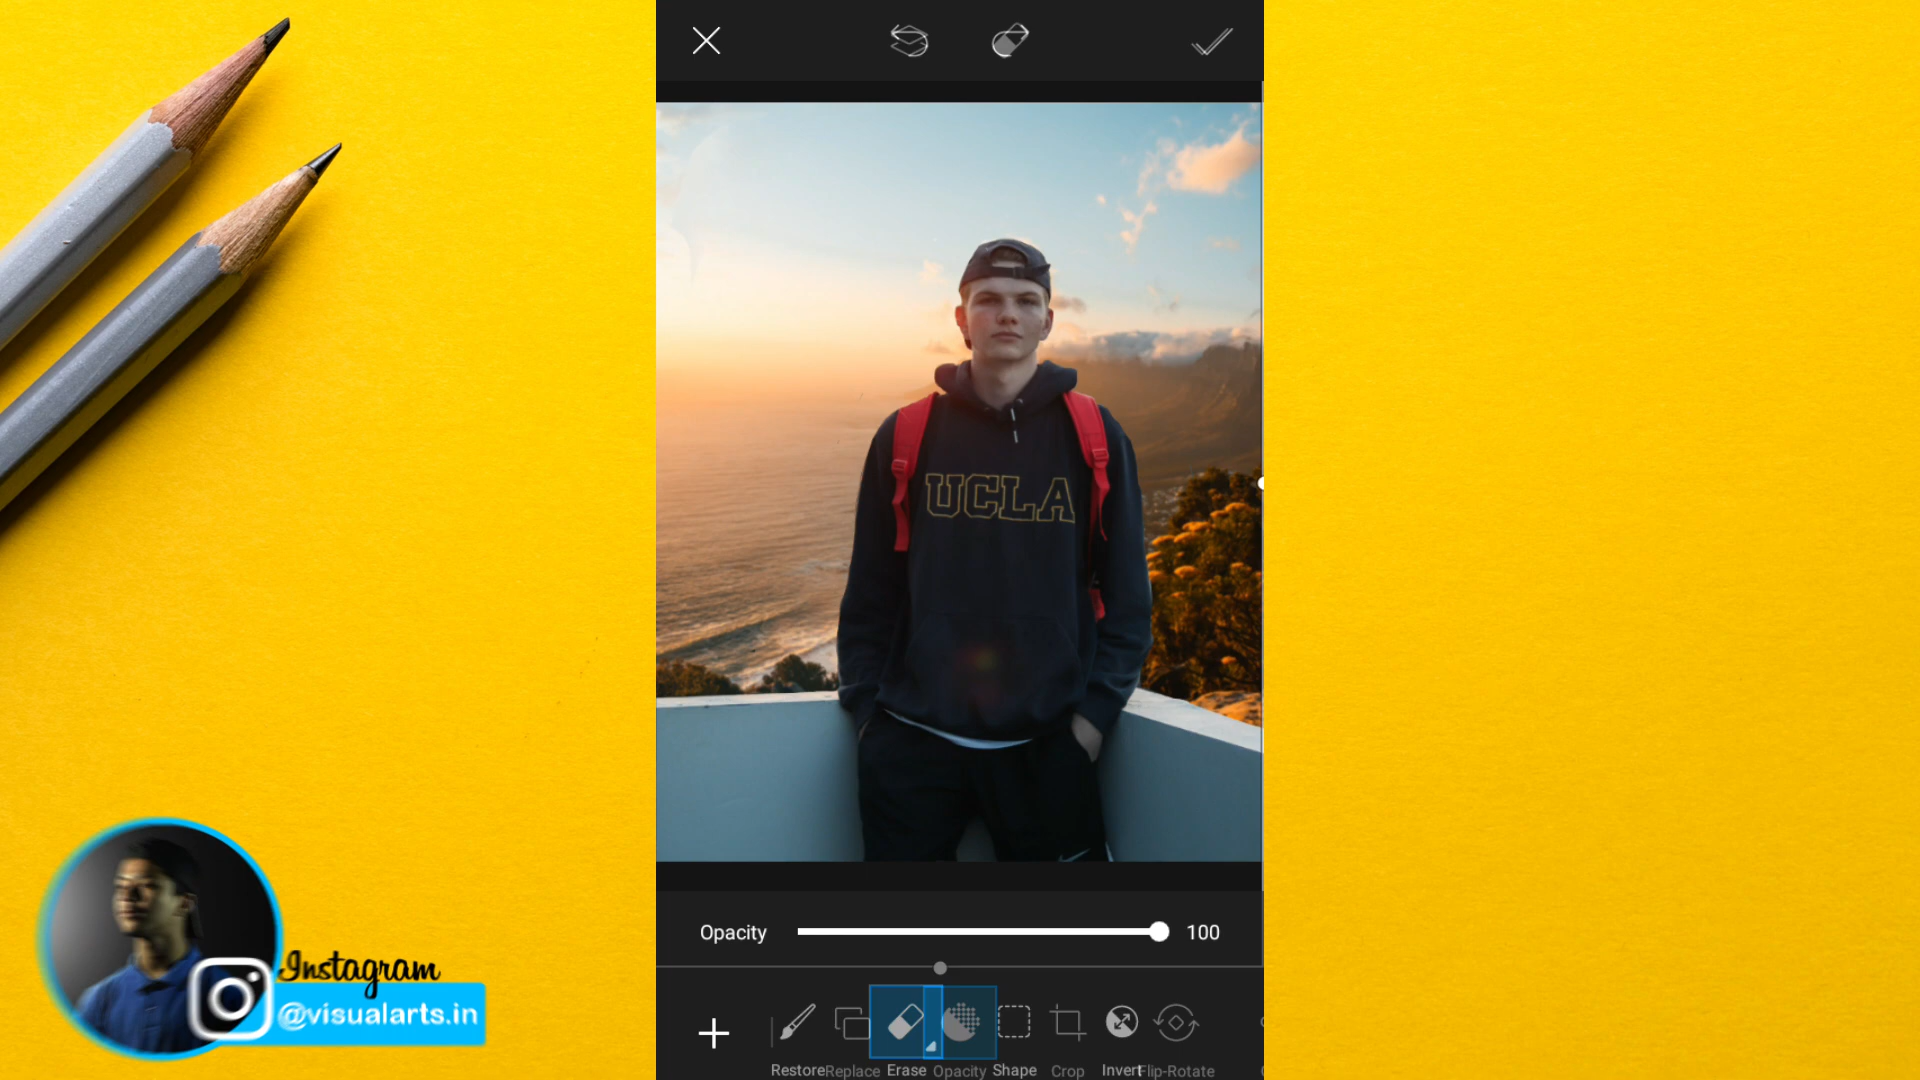 UCLA
Opacity 100
Restore Replace Erase Opacity Shape Crop Invert Flip-Rotate
Instagram
@visualarts.in